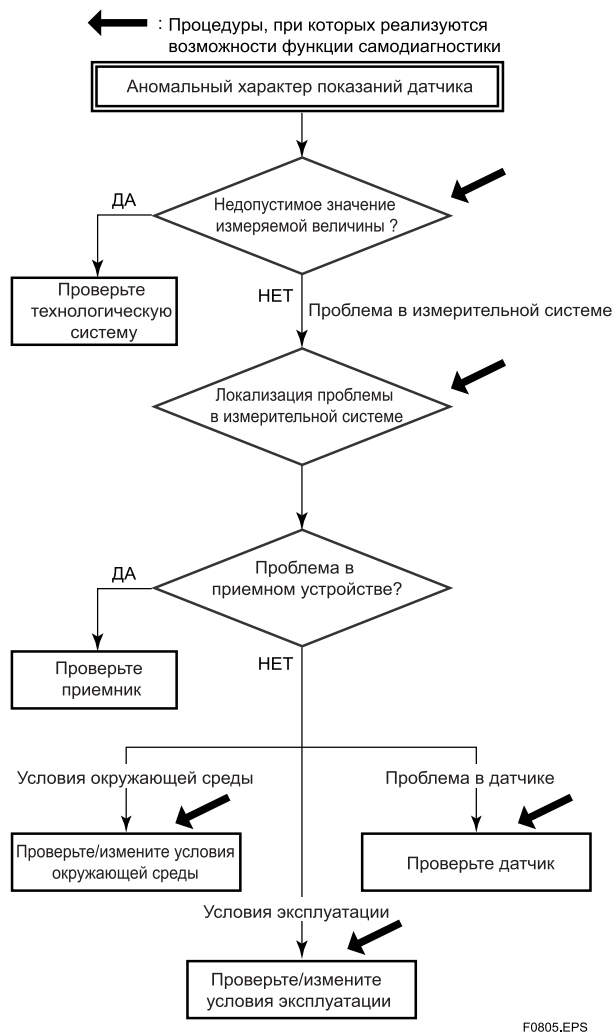 : Процедуры, при которых реализуются
возможности функции самодиагностики
Аномальный характер показаний датчика
Недопустимое значение
измеряемой величины ?
ДА
Проверьте
технологическую
систему
НЕТ
Проблема в измерительной системе
Локализация проблемы
в измерительной системе
Проблема в
приемном устройстве?
ДА
Проверьте
приемник
НЕТ
Условия окружающей среды
Проблема в датчике
Проверьте/измените условия
окружающей среды
Проверьте датчик
Условия эксплуатации
Проверьте/измените
условия эксплуатации
F0805.EPS